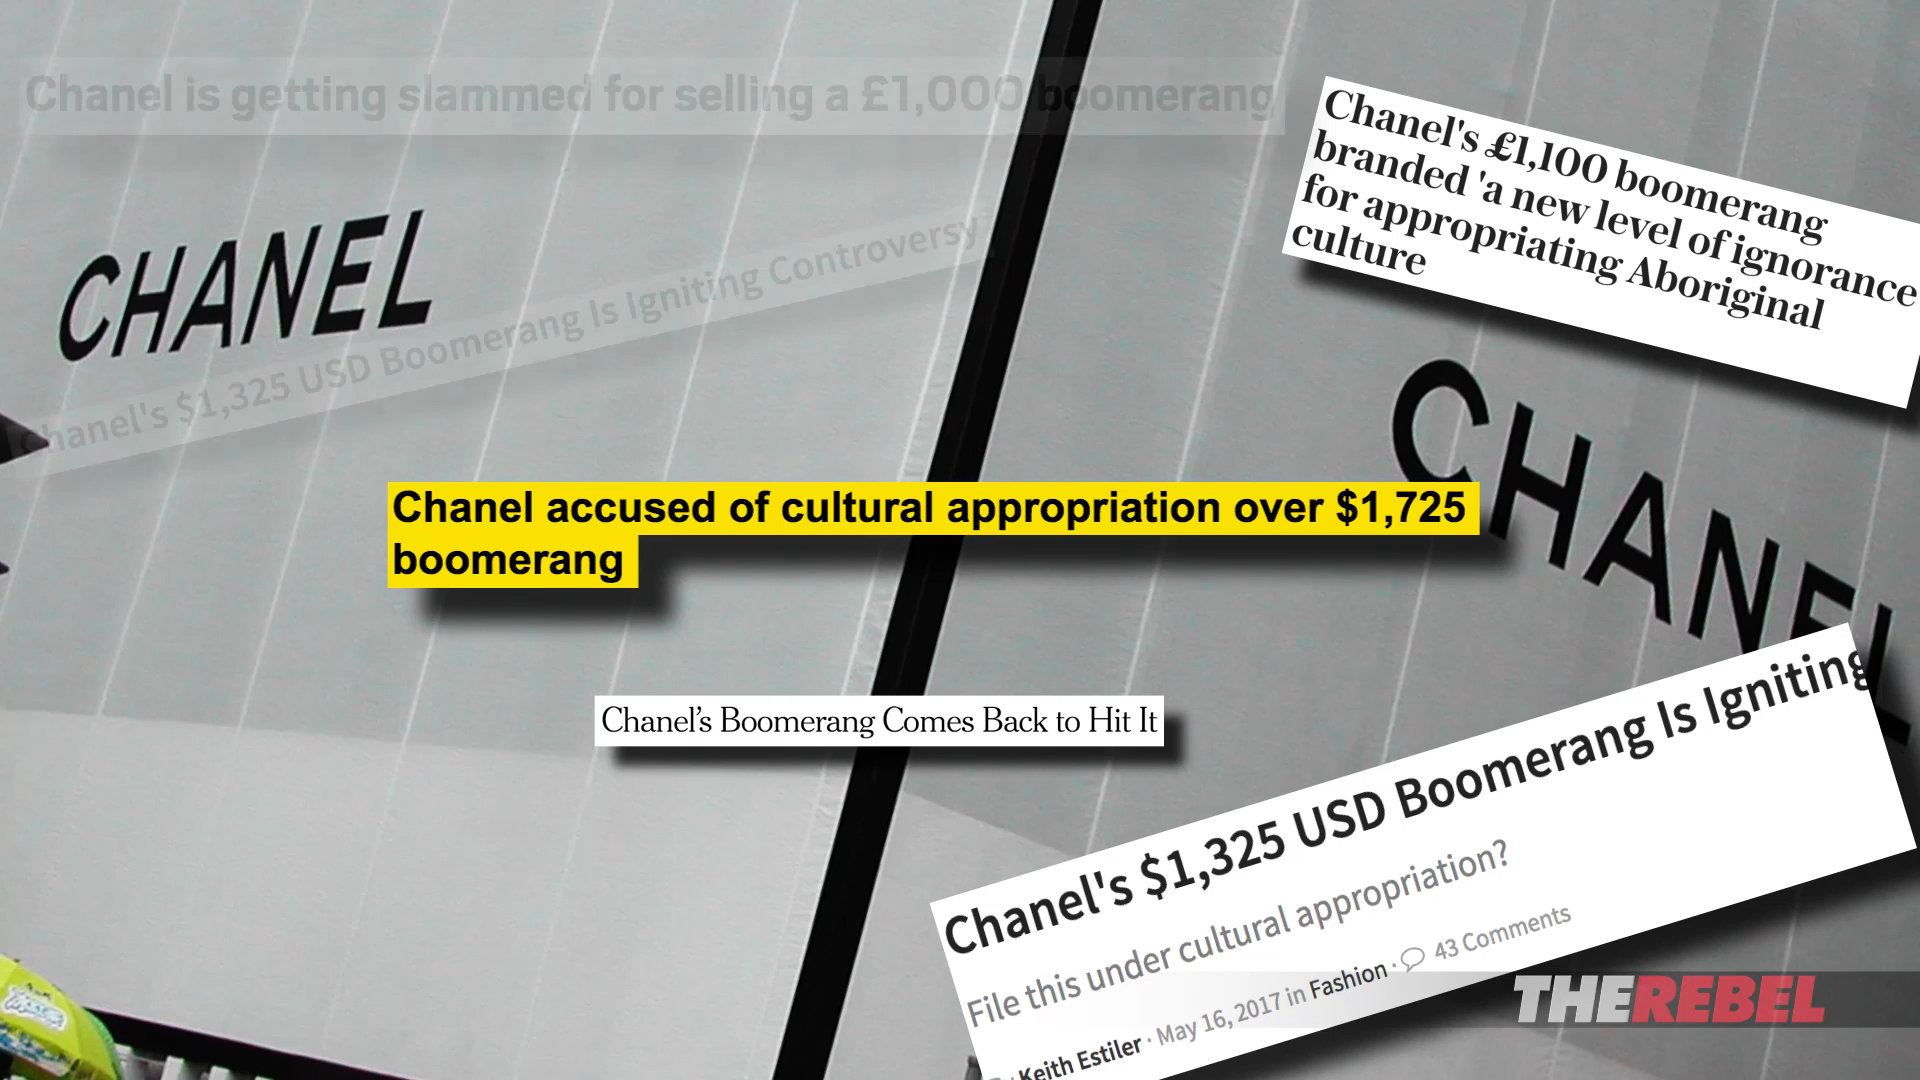 Chanel is getting slammed for selling a £1,000 boomerang
Chanel's £1,100 boomerang
branded 'a new level of ignorance
for appropriating Aboriginal
culture
CHANEL
Chanel's $1,325 USD Boomerang Is Igniting Controversy
CHANEL
Chanel accused of cultural appropriation over $1,725
boomerang
Chanel’s Boomerang Comes Back to Hit It
Chanel's $1,325 USD Boomerang Is Igniting
File this under cultural appropriation?
By Keith Estiler · May 16, 2017 in Fashion · 43 Comments
THEREBEL